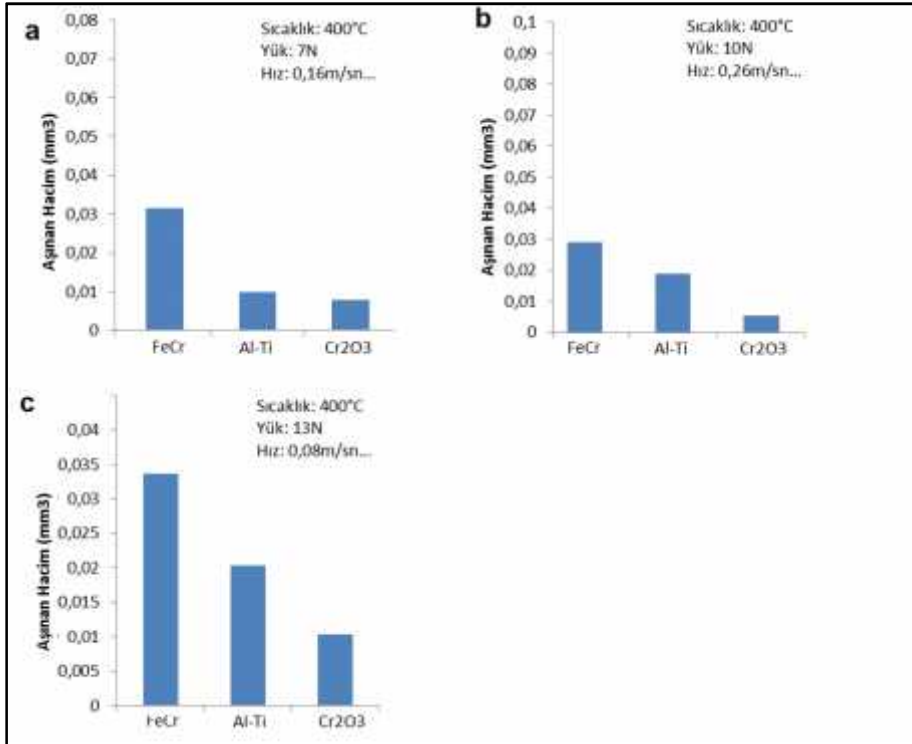 a
Sıcaklık: 400°C
Yük: 7N
Hız: 0,16m/sn...
Aşınan Hacim (mm3)
0,08
0,07
0,06
0,05
0,04
0,03
0,02
0,01
0
FeCr
Al-Ti
Cr2O3
b
Sıcaklık: 400°C
Yük: 10N
Hız: 0,26m/sn...
Aşınan Hacim (mm3)
0,1
0,09
0,08
0,07
0,06
0,05
0,04
0,03
0,02
0,01
0
FeCr
Al-Ti
Cr2O3
c
Sıcaklık: 400°C
Yük: 13N
Hız: 0,08m/sn...
Aşınan Hacim (mm3)
0,04
0,035
0,03
0,025
0,02
0,015
0,01
0,005
0
FeCr
Al-Ti
Cr2O3